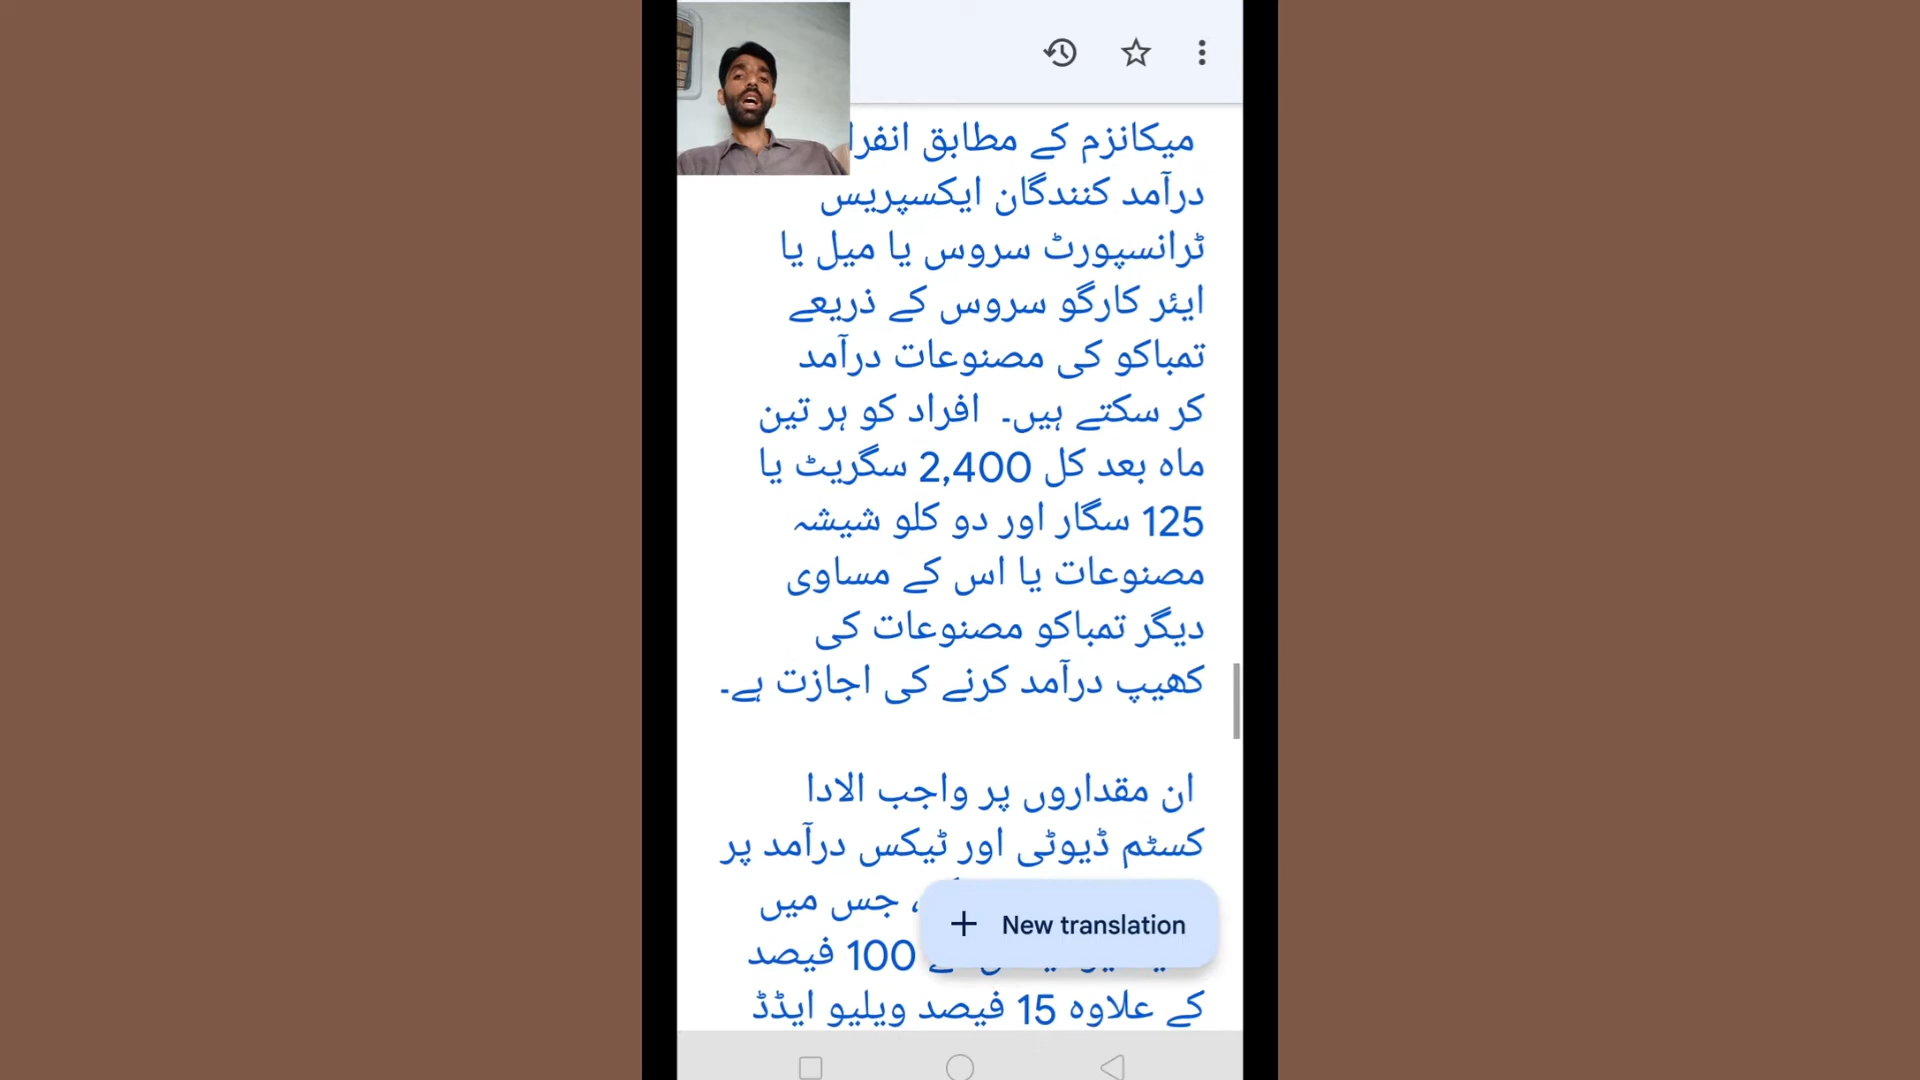 میکانزم کے مطابق
درآمد کنندگان ایکسپریس
ٹرانسپورٹ سروس یا میل یا
ایئر کارگو سروس کے ذریعے
تمباکو کی مصنوعات درآمد
کر سکتے ہیں۔ افراد کو ہر تین
ماہ بعد کل 2,400 سگریٹ یا
125 سگار اور دو کلو شیشہ
مصنوعات یا اس کے مساوی
دیگر تمباکو مصنوعات کی
کھیپ درآمد کرنے کی اجازت ہے۔
ان مقداروں پر واجب الادا
کسٹم ڈیوٹی اور ٹیکس درآمد پر
، جس میں
100 فیصد
کے علاوہ 15 فیصد ویلیو ایڈڈ
+ New translation